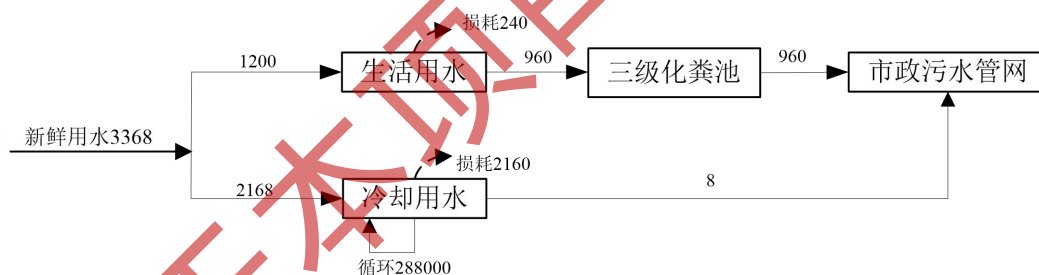 损耗240
1200
生活用水
960
三级化粪池
960
市政污水管网
新鲜用水3368
损耗2160
2168
冷却用水
8
循环288000